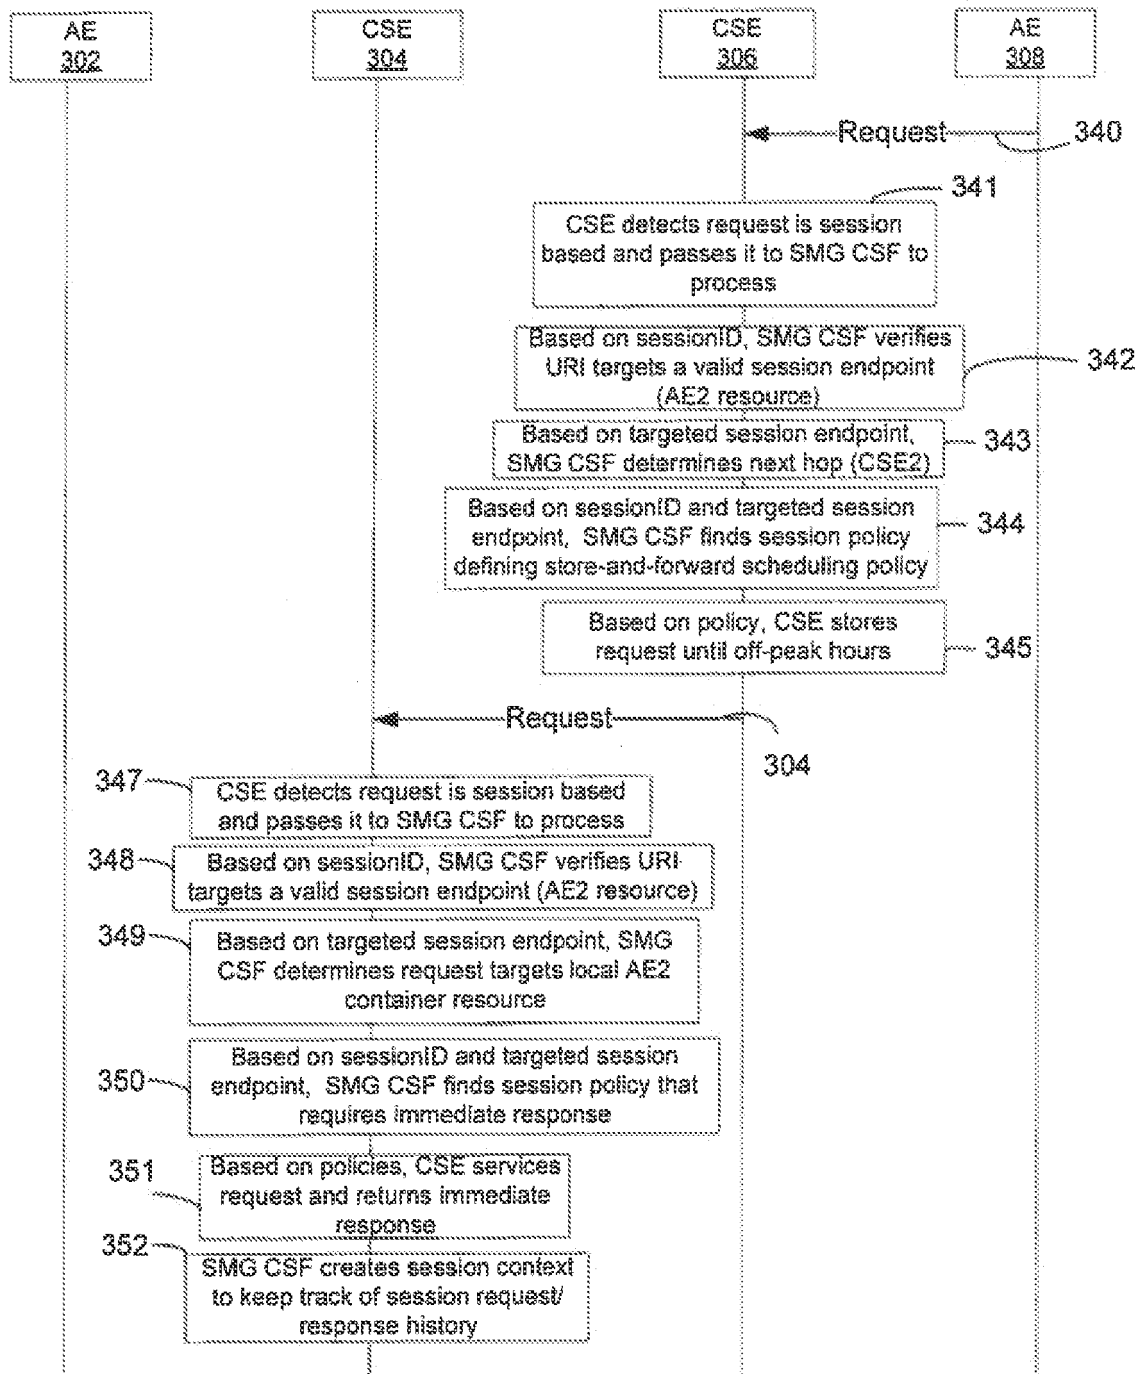 AE
302
CSE
304
CSE
306
AE
308
Request
340
341
CSE detects request is session
based and passes it to SMG CSF to
process
Based on sessionID, SMG CSF verifies
URI targets a valid session endpoint
(AE2 resource)
342
Based on targeted session endpoint,
SMG CSF determines next hop (CSE2)
343
Based on sessionID and targeted session
endpoint, SMG CSF finds session policy
defining store-and-forward scheduling policy
344
Based on policy, CSE stores
request until off-peak hours
345
Request
304
347
CSE detects request is session based
and passes it to SMG CSF to process
348
Based on sessionID, SMG CSF verifies URI
targets a valid session endpoint (AE2 resource)
349
Based on targeted session endpoint, SMG
CSF determines request targets local AE2
container resource
350
Based on sessionID and targeted session
endpoint, SMG CSF finds session policy that
requires immediate response
351
Based on policies, CSE services
request and returns immediate
response
352
SMG CSF creates session context
to keep track of session request/
response history